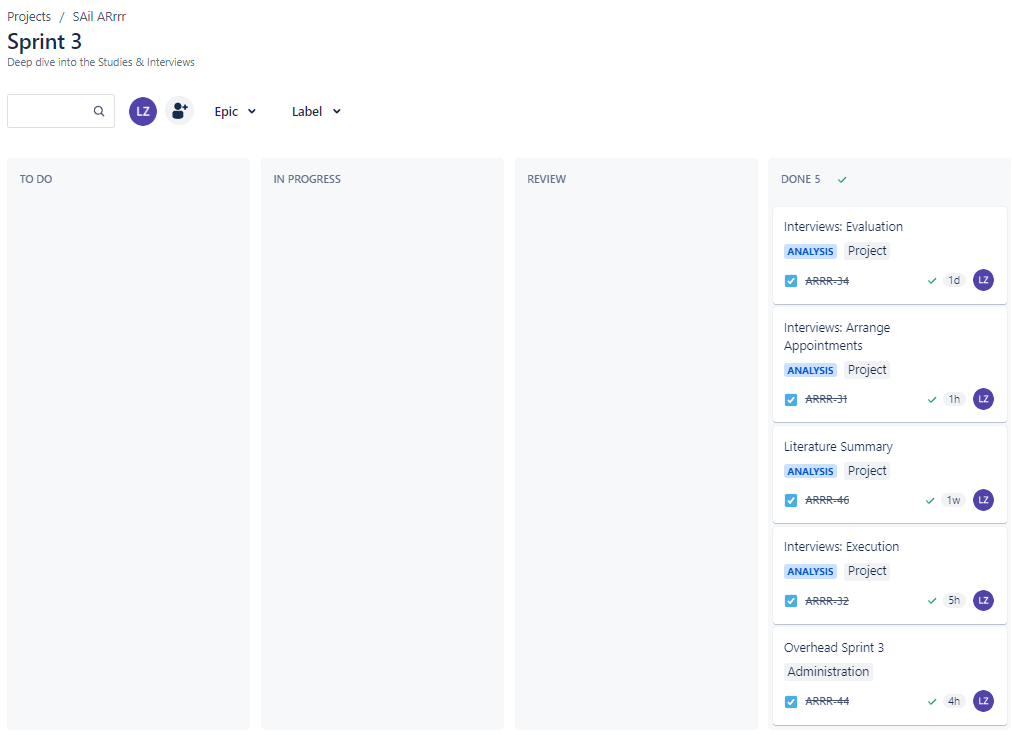 Projects / SAil ARrrr
Sprint 3
Deep dive into the Studies & Interviews
LZ Epic Label
TO DO
IN PROGRESS
REVIEW
DONE 5
Interviews: Evaluation
ANALYSIS Project
ARRR-34 1d LZ
Interviews: Arrange
Appointments
ANALYSIS Project
ARRR-31 1h LZ
Literature Summary
ANALYSIS Project
ARRR-46 1w LZ
Interviews: Execution
ANALYSIS Project
ARRR-32 5h LZ
Overhead Sprint 3
Administration
ARRR-44 4h LZ